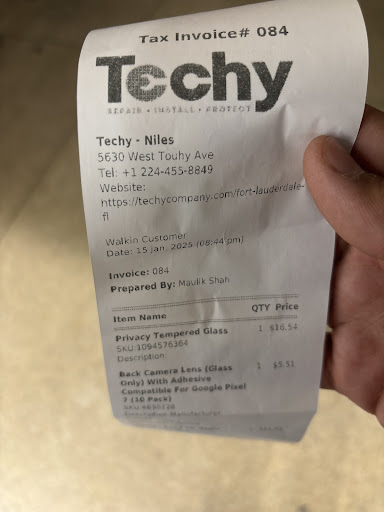 Tax Invoice# 084
Techy
REPAIR • INSTALL • PROTECT
Techy - Niles
5630 West Touhy Ave
Tel: +1 224-455-8849
Website:
https://techycompany.com/fort-lauderdale-
fl
Walkin Customer
Date: 15 Jan, 2025 (08:44 pm)
Invoice: 084
Prepared By: Maulik Shah
Item Name QTY Price
Privacy Tempered Glass 1 $16.54
SKU:1094576364
Description
Back Camera Lens (Glass 1 $5.51
Only) With Adhesive
Compatible For Google Pixel
7 (10 Pack)